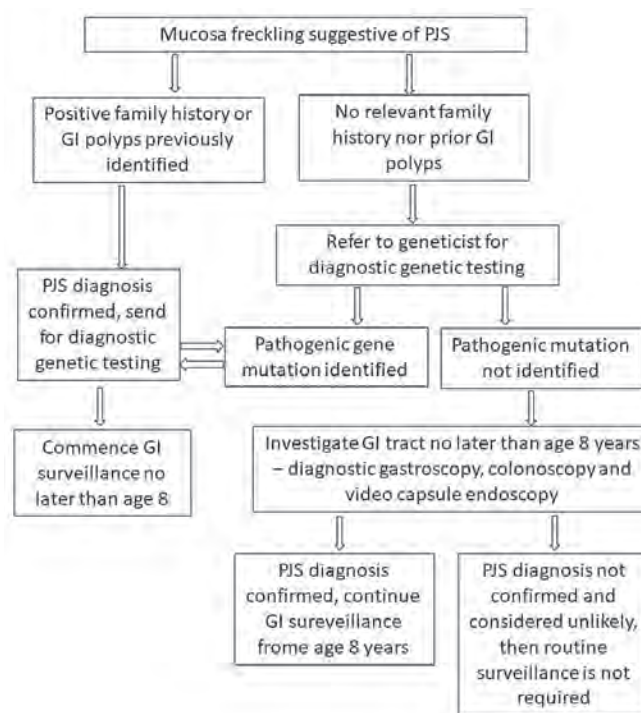 Mucosa freckling suggestive of PJS
Positive family history or
GI polyps previously
identified
No relevant family
history nor prior GI
polyps
Refer to geneticist for
diagnostic genetic testing
PJS diagnosis
confirmed, send
for diagnostic
genetic testing
Pathogenic gene
mutation identified
Pathogenic mutation
not identified
Commence GI
surveillance no
later than age 8
Investigate GI tract no later than age 8 years
– diagnostic gastroscopy, colonoscopy and
video capsule endoscopy
PJS diagnosis
confirmed, continue
GI sureveillance
frome age 8 years
PJS diagnosis not
confirmed and
considered unlikely,
then routine
surveillance is not
required